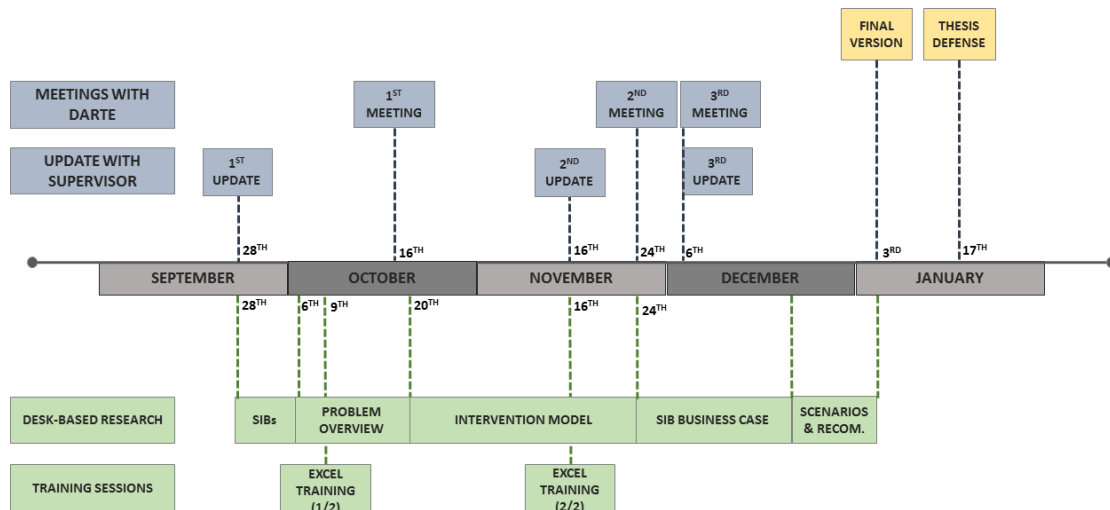 FINAL
VERSION
THESIS
DEFENSE
MEETINGS WITH
DARTE
1ST
MEETING
2ND
MEETING
3RD
MEETING
UPDATE WITH
SUPERVISOR
1ST
UPDATE
2ND
UPDATE
3RD
UPDATE
28TH
16TH
16TH
24TH
6TH
3RD
17TH
SEPTEMBER
OCTOBER
NOVEMBER
DECEMBER
JANUARY
28TH
6TH
9TH
20TH
16TH
24TH
DESK-BASED RESEARCH
SIBs
PROBLEM
OVERVIEW
INTERVENTION MODEL
SIB BUSINESS CASE
SCENARIOS
& RECOM.
TRAINING SESSIONS
EXCEL
TRAINING
(1/2)
EXCEL
TRAINING
(2/2)